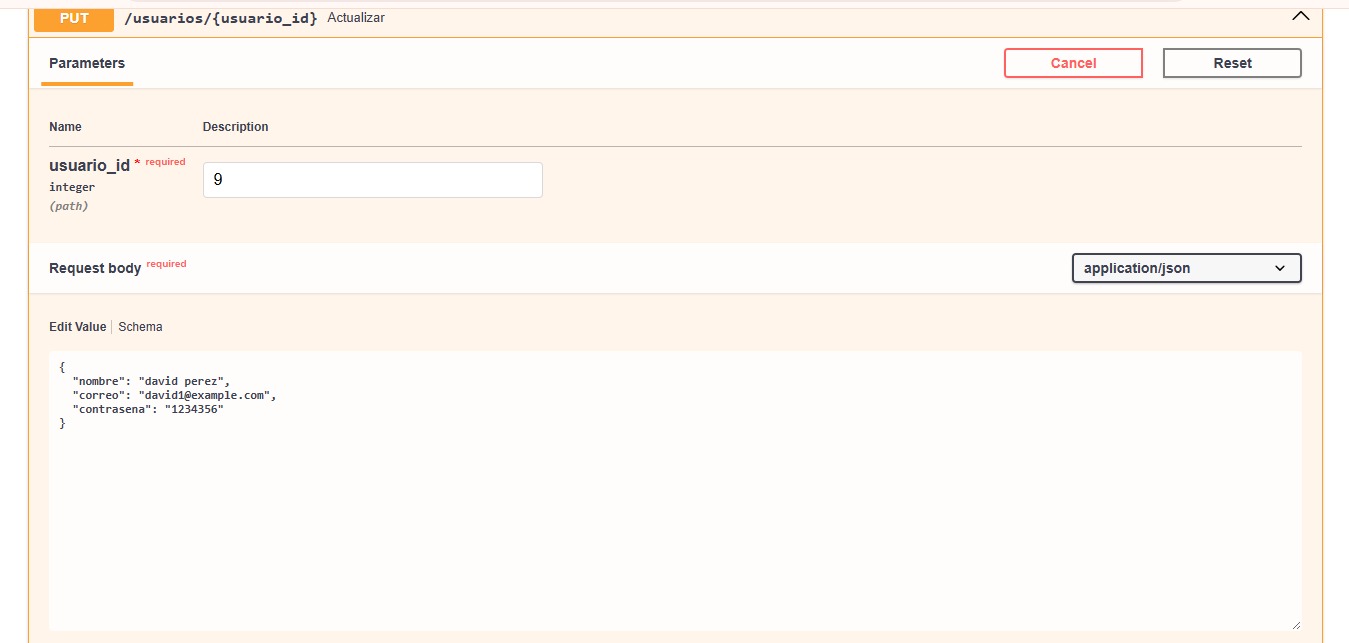 PUT /usuarios/{usuario_id} Actualizar
Parameters Cancel Reset
Name Description
usuario_id * required 9
integer
(path)
Request body required application/json
Edit Value Schema
{
  "nombre": "david perez",
  "correo": "david1@example.com",
  "contrasena": "1234356"
}